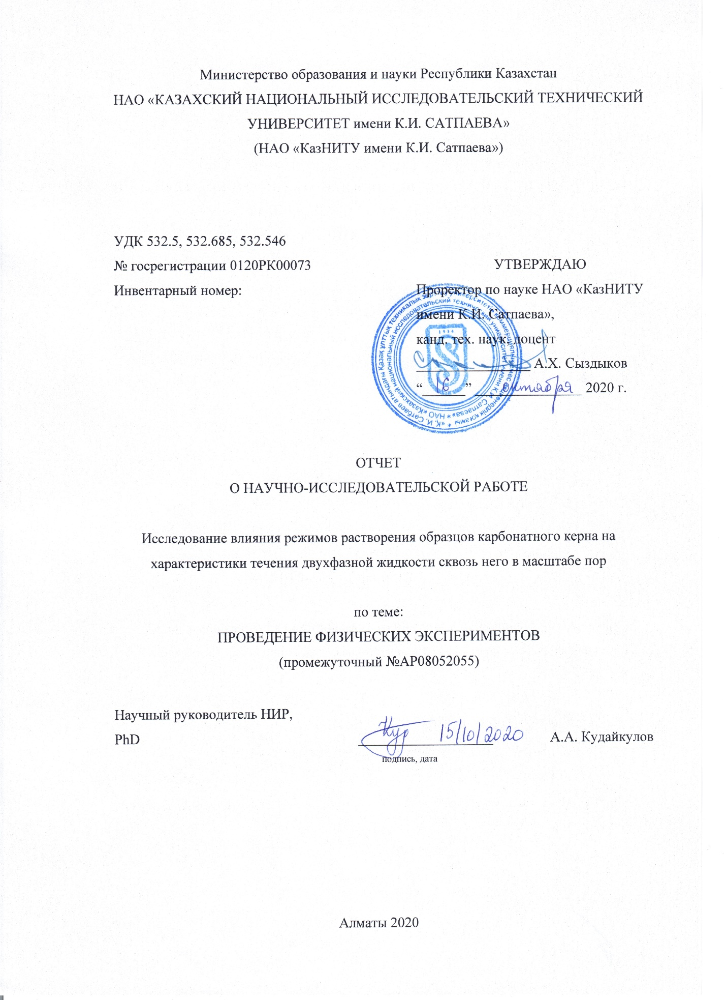 Министерство образования и науки Республики Казахстан
НАО «КАЗАХСКИЙ НАЦИОНАЛЬНЫЙ ИССЛЕДОВАТЕЛЬСКИЙ ТЕХНИЧЕСКИЙ
УНИВЕРСИТЕТ имени К.И. САТПАЕВА»
(НАО «КазНИТУ имени К.И. Сатпаева»)
УДК 532.5, 532.685, 532.546
№ госрегистрации 0120РК00073
Инвентарный номер:
УТВЕРЖДАЮ
Проректор по науке НАО «КазНИТУ
имени К.И. Сатпаева»,
канд. тех. наук, доцент
А.Х. Сыздыков
“16” октября 2020 г.
1934
«Қ. И. Сәтбаев атындағы Қазақ ұлттық техникалық зерттеу университеті» коммерциялық емес акционерлік қоғамы *
НАО «Казахский национальный исследовательский технический университет имени К.И. Сатпаева» *
ОТЧЕТ
О НАУЧНО-ИССЛЕДОВАТЕЛЬСКОЙ РАБОТЕ
Исследование влияния режимов растворения образцов карбонатного керна на
характеристики течения двухфазной жидкости сквозь него в масштабе пор
по теме:
ПРОВЕДЕНИЕ ФИЗИЧЕСКИХ ЭКСПЕРИМЕНТОВ
(промежуточный №АР08052055)
Научный руководитель НИР,
PhD 15/10/2020 А.А. Кудайкулов
подпись, дата
Алматы 2020